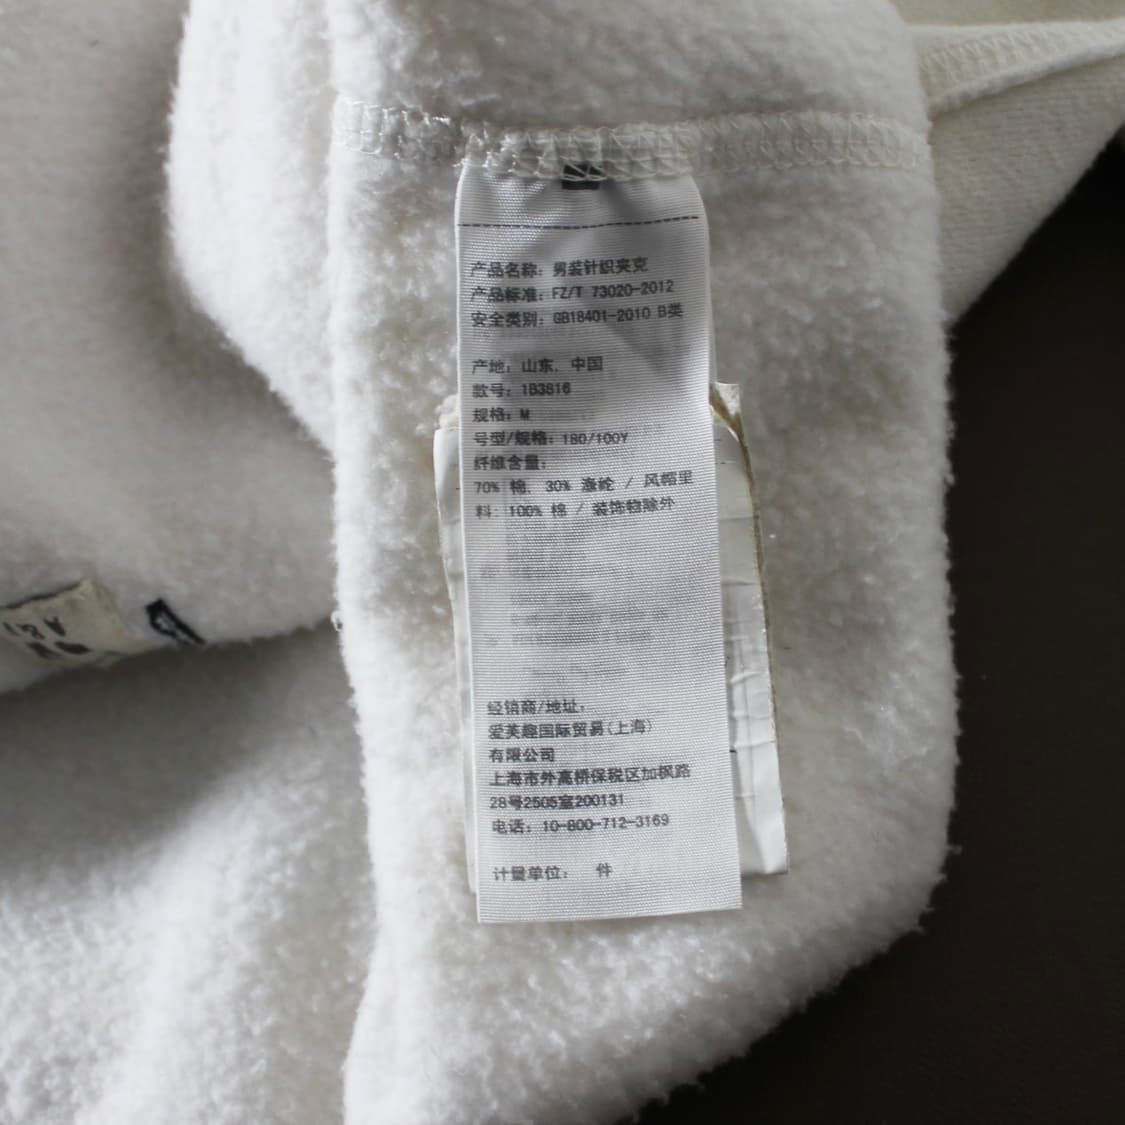 产品名称：男装针织夹克
产品标准：FZ/T 73020-2012
安全类别：GB18401-2010 B类
产地：山东，中国
款号：1B3816
规格：M
号型/规格：180/100Y
纤维含量：
70% 棉，30% 涤纶 / 风帽里
料：100% 棉 / 装饰物除外
经销商/地址：
爱芙趣国际贸易(上海)
有限公司
上海市外高桥保税区加枫路
28号2505室200131
电话：10-800-712-3169
计量单位： 件